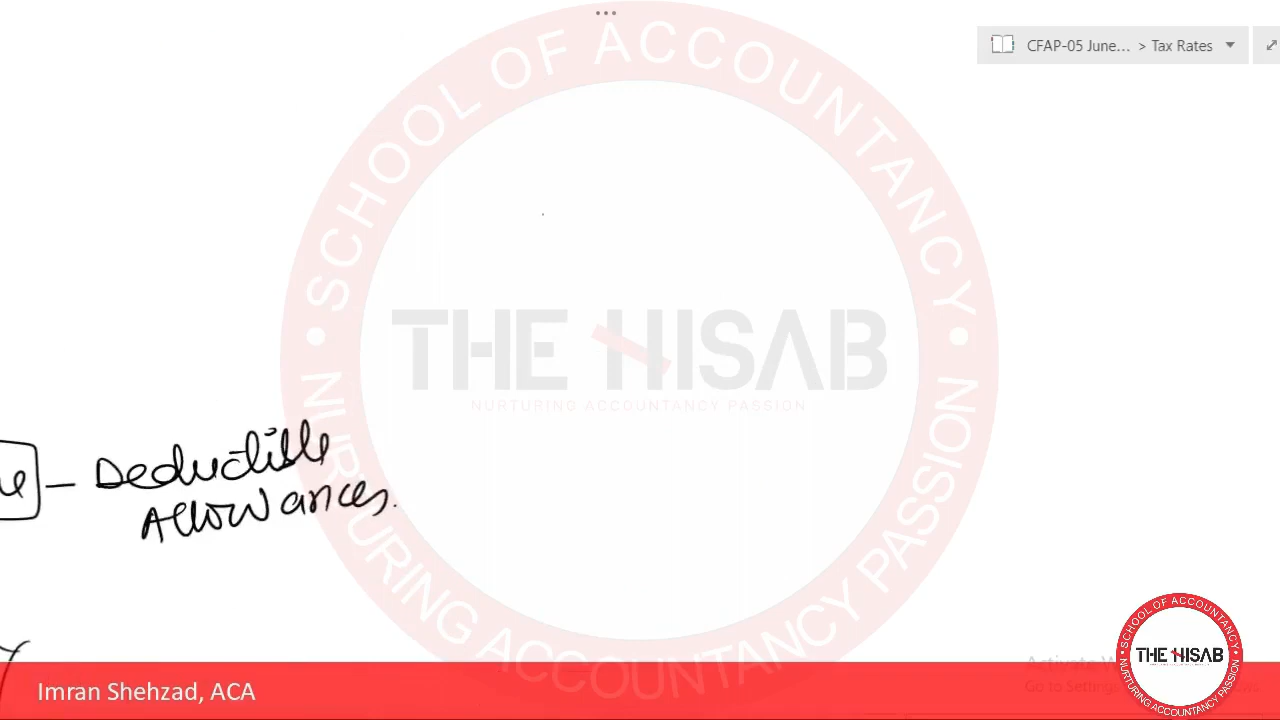 ...
CFAP-05 June... > Tax Rates
SCHOOL OF ACCOUNTANCY
THE HISAB
NURTURING ACCOUNTANCY PASSION
NURTURING ACCOUNTANCY PASSION
– Deductible
Allowances.
SCHOOL OF ACCOUNTANCY
THE HISAB
NURTURING ACCOUNTANCY PASSION
Imran Shehzad, ACA